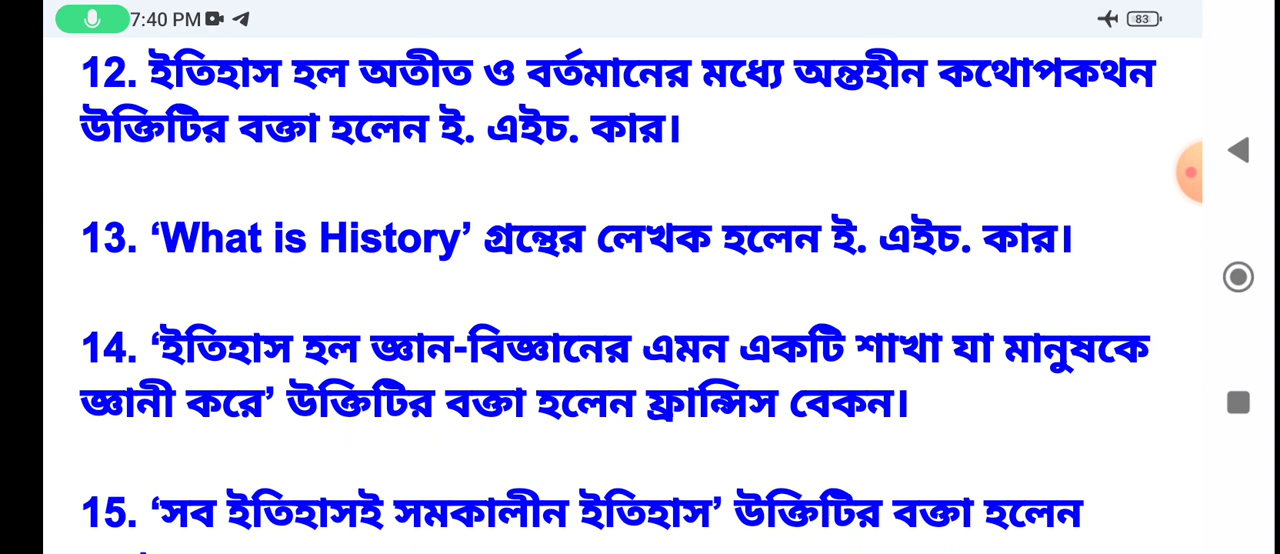 7:40 PM
83
12. ইতিহাস হল অতীত ও বর্তমানের মধ্যে অন্তহীন কথোপকথন
উক্তিটির বক্তা হলেন ই. এইচ. কার।
13. ‘What is History’ গ্রন্থের লেখক হলেন ই. এইচ. কার।
14. ‘ইতিহাস হল জ্ঞান-বিজ্ঞানের এমন একটি শাখা যা মানুষকে
জ্ঞানী করে’ উক্তিটির বক্তা হলেন ফ্রান্সিস বেকন।
15. ‘সব ইতিহাসই সমকালীন ইতিহাস’ উক্তিটির বক্তা হলেন